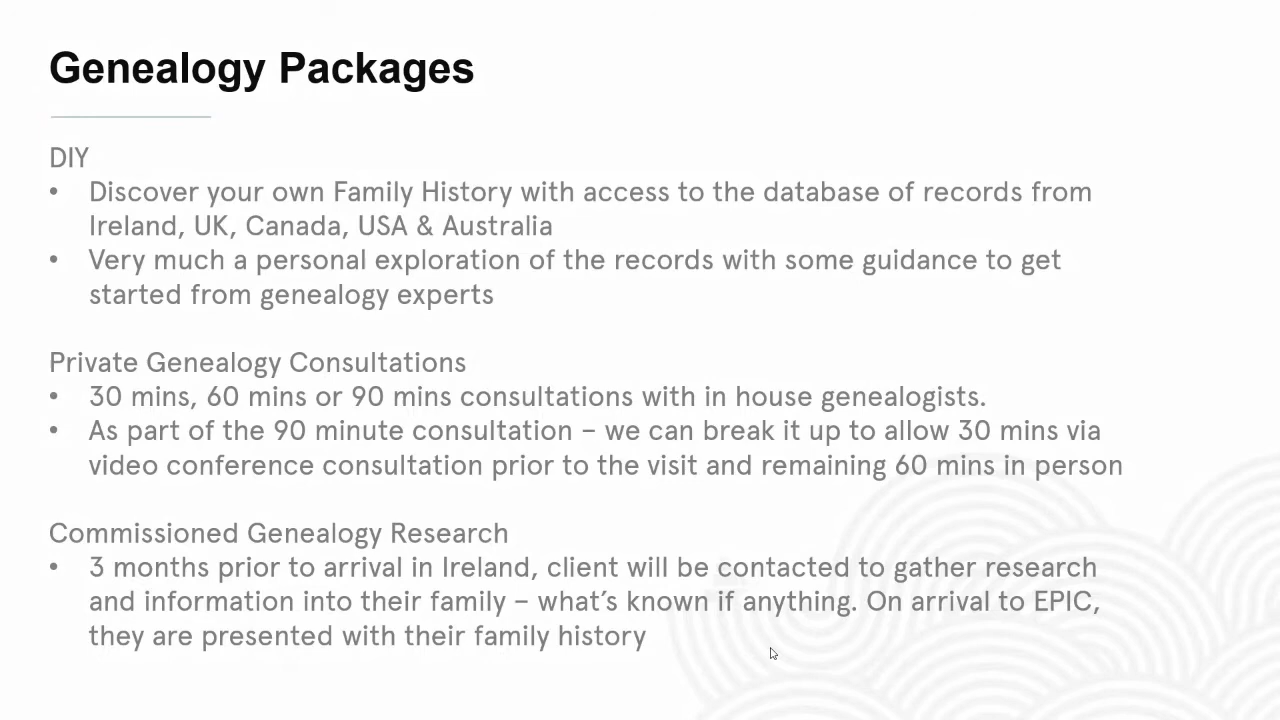 Genealogy Packages
DIY
• Discover your own Family History with access to the database of records from
Ireland, UK, Canada, USA & Australia
• Very much a personal exploration of the records with some guidance to get
started from genealogy experts
Private Genealogy Consultations
• 30 mins, 60 mins or 90 mins consultations with in house genealogists.
• As part of the 90 minute consultation – we can break it up to allow 30 mins via
video conference consultation prior to the visit and remaining 60 mins in person
Commissioned Genealogy Research
• 3 months prior to arrival in Ireland, client will be contacted to gather research
and information into their family – what’s known if anything. On arrival to EPIC,
they are presented with their family history